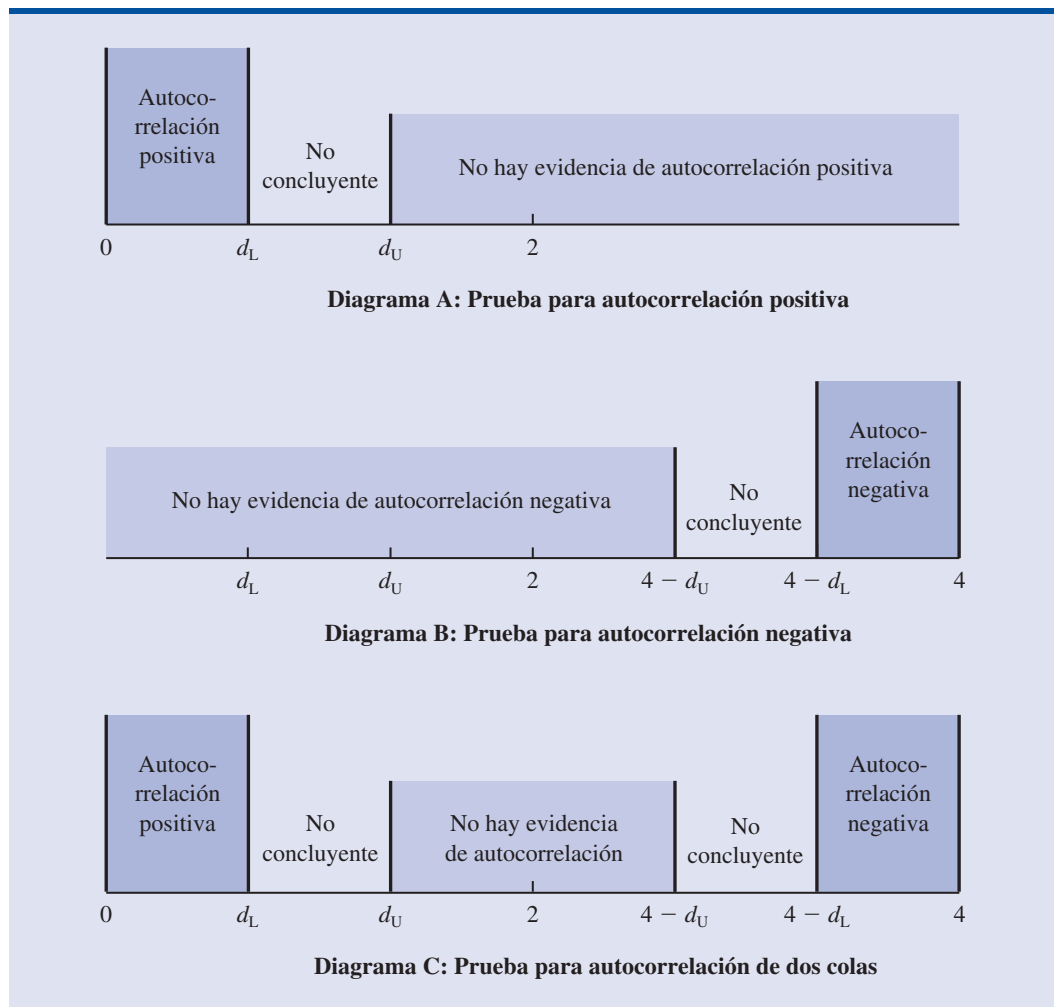 Autoco-
rrelación
positiva
No
concluyente
No hay evidencia de autocorrelación positiva
0 d_L d_U 2
Diagrama A: Prueba para autocorrelación positiva
No hay evidencia de autocorrelación negativa
No
concluyente
Autoco-
rrelación
negativa
d_L d_U 2 4 − d_U 4 − d_L 4
Diagrama B: Prueba para autocorrelación negativa
Autoco-
rrelación
positiva
No
concluyente
No hay evidencia
de autocorrelación
No
concluyente
Autoco-
rrelación
negativa
0 d_L d_U 2 4 − d_U 4 − d_L 4
Diagrama C: Prueba para autocorrelación de dos colas